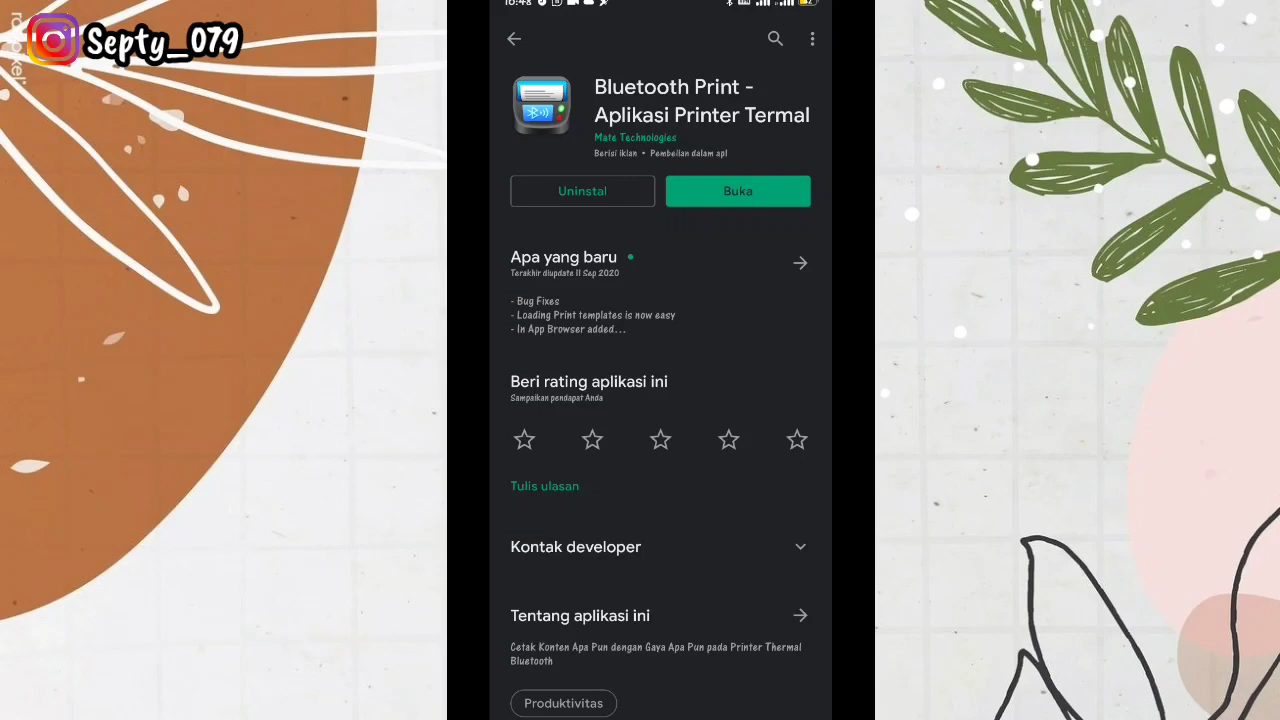 Septy_079
Bluetooth Print -
Aplikasi Printer Termal
Mate Technologies
Berisi iklan • Pembelian dalam apl
Uninstal
Buka
Apa yang baru
Terakhir diupdate 11 Sep 2020
- Bug Fixes
- Loading Print templates is now easy
- In App Browser added...
Beri rating aplikasi ini
Sampaikan pendapat Anda
Tulis ulasan
Kontak developer
Tentang aplikasi ini
Cetak Konten Apa Pun dengan Gaya Apa Pun pada Printer Thermal
Bluetooth
Produktivitas